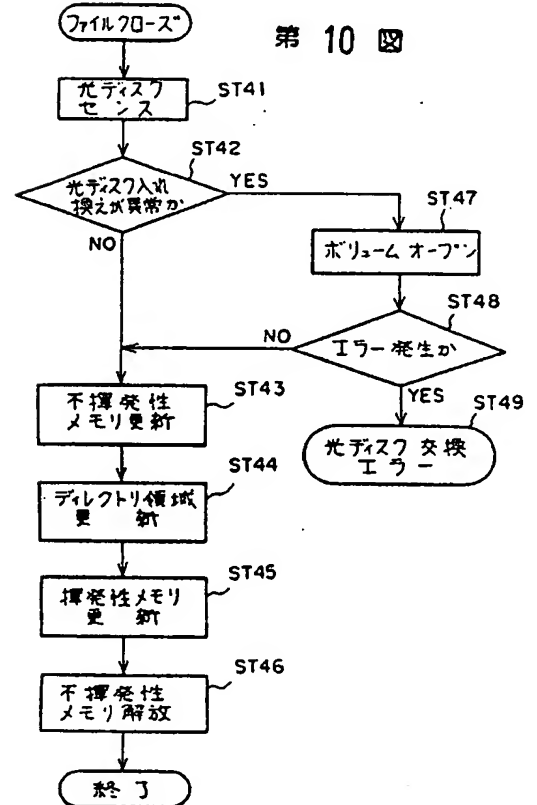 第 10 図
ファイルクローズ
光ディスク
センス
ST41
ST42
光ディスク入れ
換えが異常か
YES
NO
ST47
ボリュームオープン
ST48
エラー発生か
NO
YES
ST49
光ディスク交換
エラー
ST43
不揮発性
メモリ更新
ST44
ディレクトリ領域
更 新
ST45
揮発性メモリ
更 新
ST46
不揮発性
メモリ解放
終了